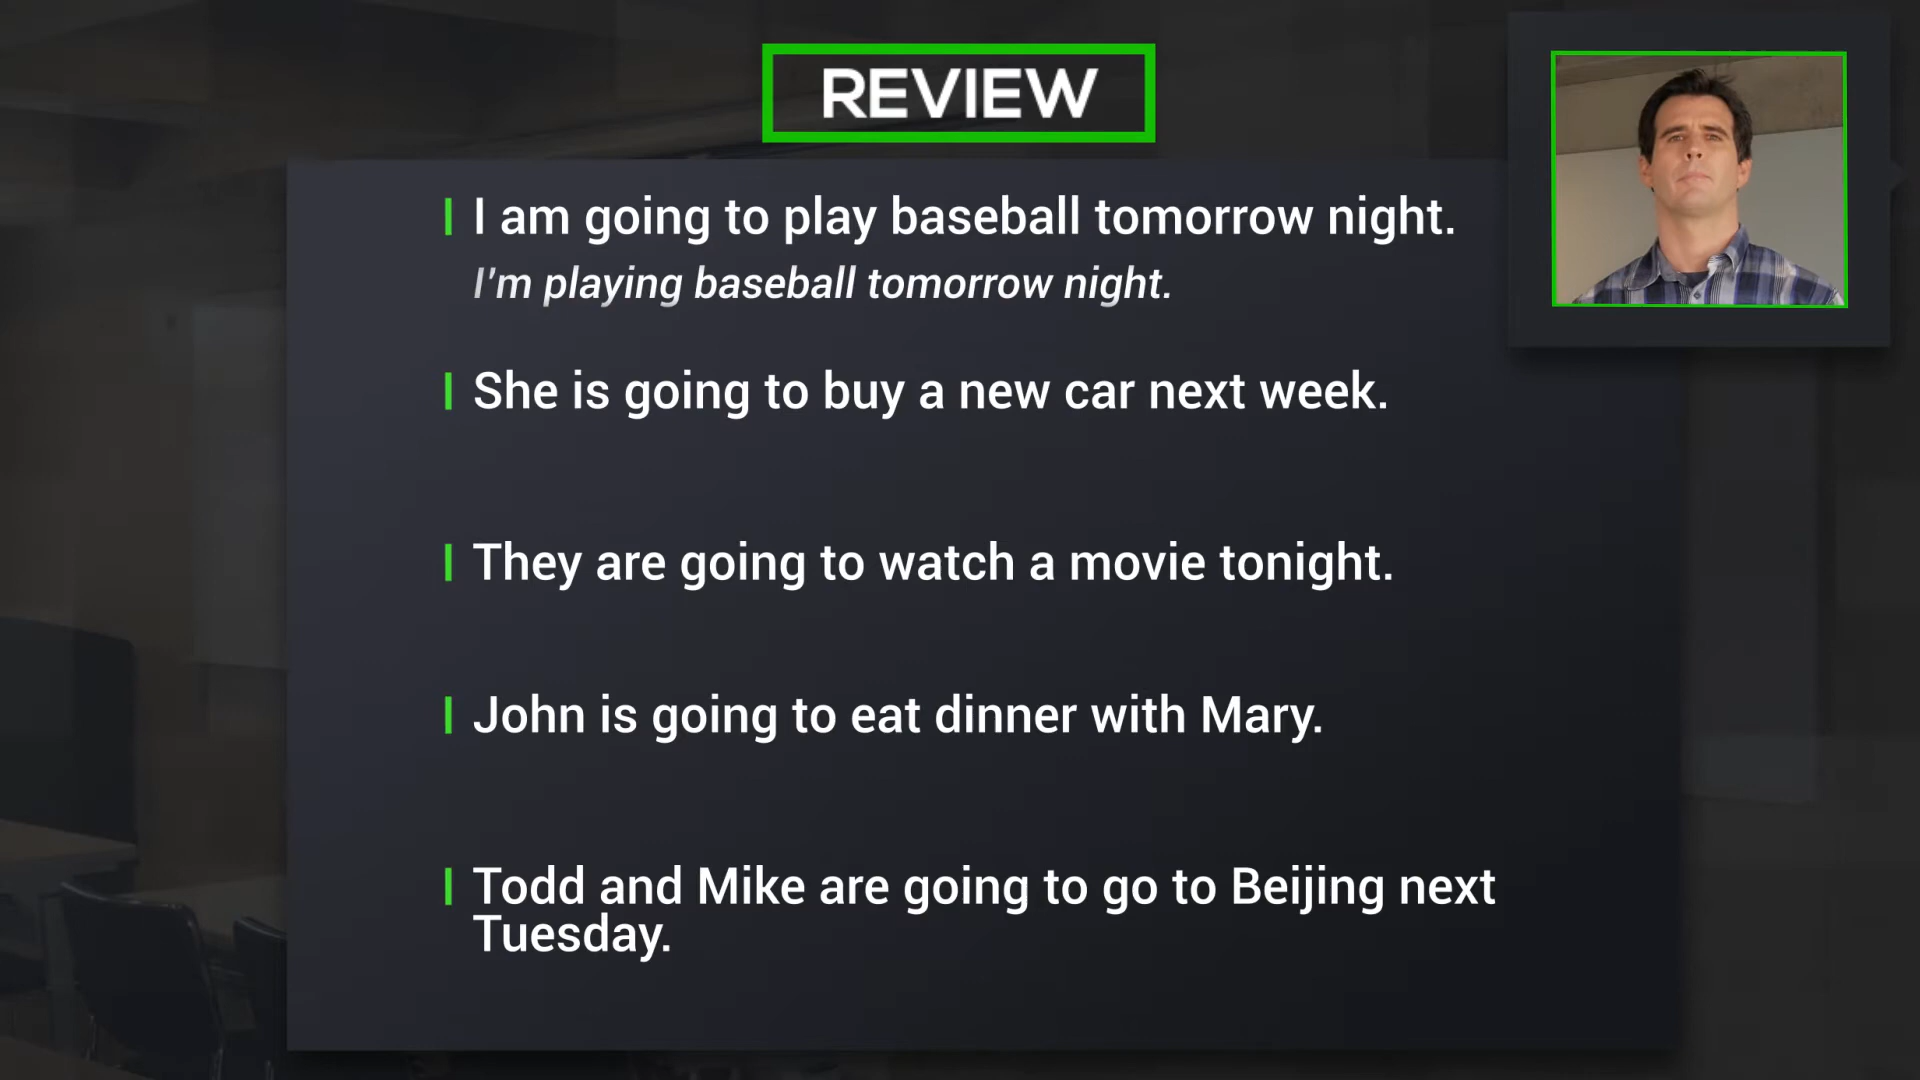 REVIEW
I am going to play baseball tomorrow night.
I'm playing baseball tomorrow night.
She is going to buy a new car next week.
They are going to watch a movie tonight.
John is going to eat dinner with Mary.
Todd and Mike are going to go to Beijing next
Tuesday.